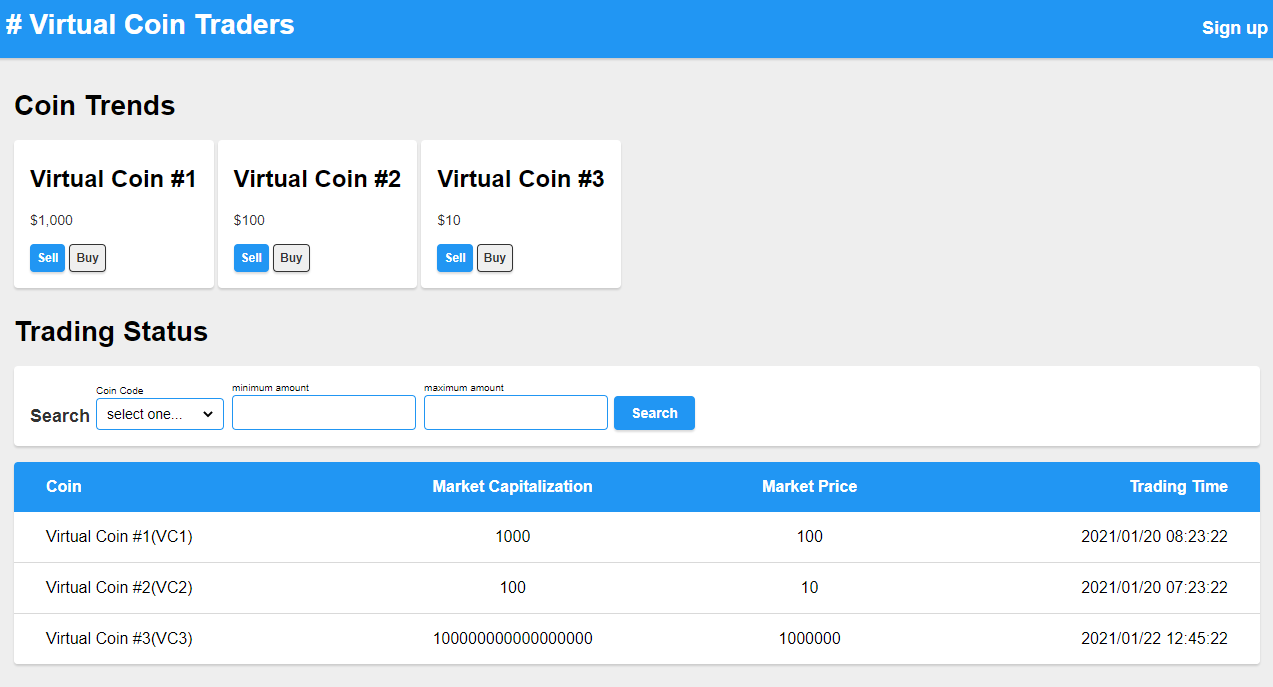 # Virtual Coin Traders
Sign up
Coin Trends
Virtual Coin #1
$1,000
Sell Buy
Virtual Coin #2
$100
Sell Buy
Virtual Coin #3
$10
Sell Buy
Trading Status
Search
Coin Code
select one...
minimum amount
maximum amount
Search
Coin Market Capitalization Market Price Trading Time
Virtual Coin #1(VC1) 1000 100 2021/01/20 08:23:22
Virtual Coin #2(VC2) 100 10 2021/01/20 07:23:22
Virtual Coin #3(VC3) 100000000000000000 1000000 2021/01/22 12:45:22